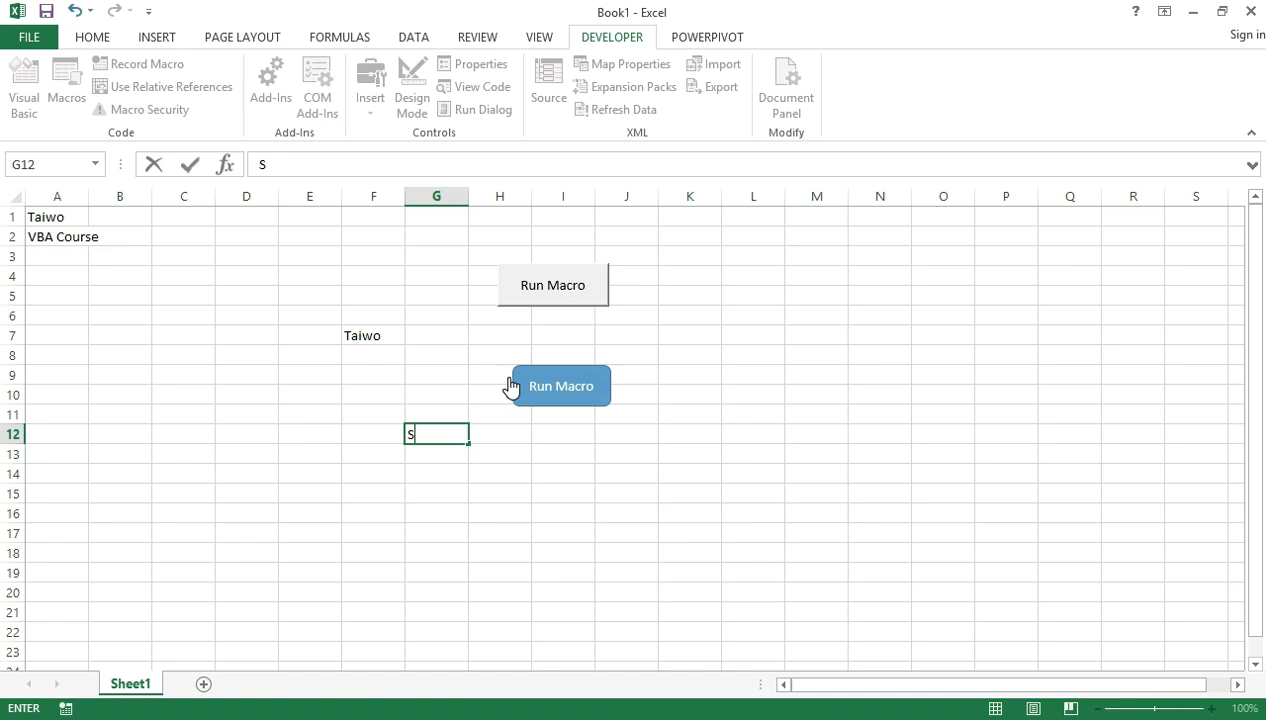 Book1 - Excel
?
FILE HOME INSERT PAGE LAYOUT FORMULAS DATA REVIEW VIEW DEVELOPER POWERPIVOT Sign in
Visual Basic
Macros
Record Macro
Use Relative References
Macro Security
Code
Add-Ins
COM Add-Ins
Add-Ins
Insert
Design Mode
Properties
View Code
Run Dialog
Controls
Source
Map Properties
Expansion Packs
Refresh Data
Import
Export
XML
Document Panel
Modify
G12 fx S
A B C D E F G H I J K L M N O P Q R S
1 Taiwo
2 VBA Course
3
4
Run Macro
5
6
7 Taiwo
8
9
Run Macro
10
11
12 S
13
14
15
16
17
18
19
20
21
22
23
Sheet1
ENTER 100%